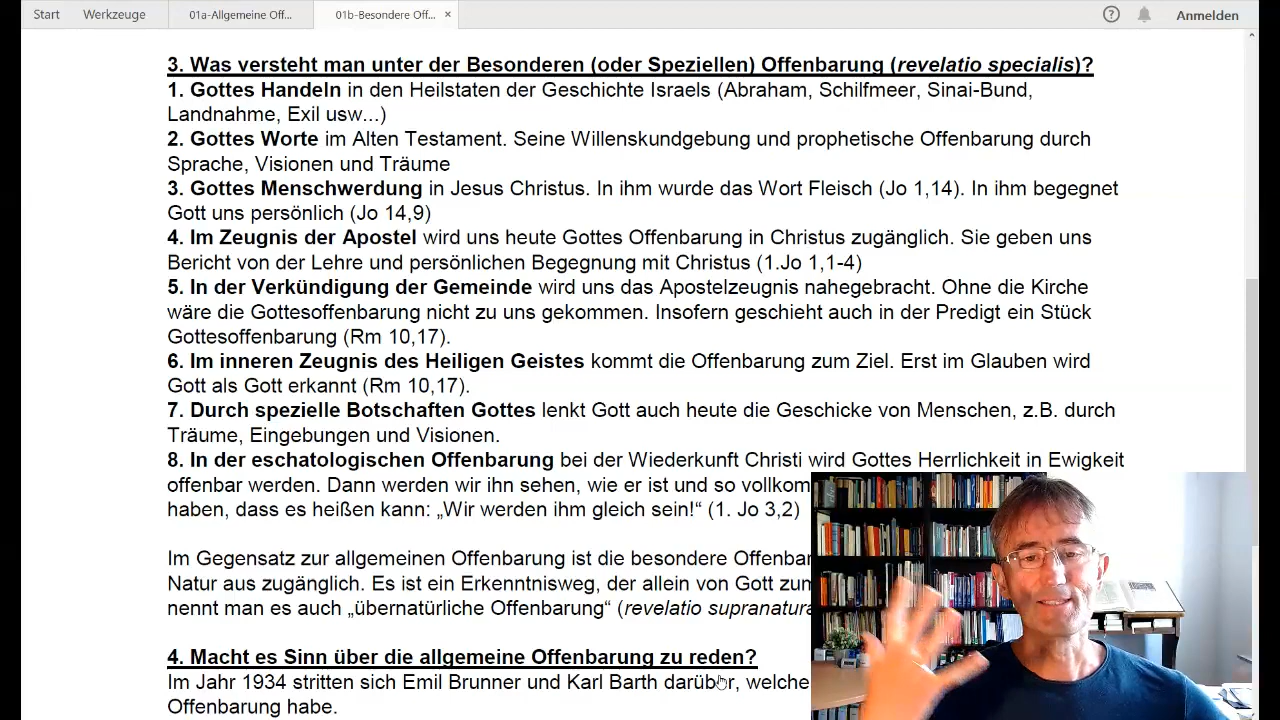 Start Werkzeuge 01a-Allgemeine Off... 01b-Besondere Off... × ? Anmelden
3. Was versteht man unter der Besonderen (oder Speziellen) Offenbarung (revelatio specialis)?
1. Gottes Handeln in den Heilstaten der Geschichte Israels (Abraham, Schilfmeer, Sinai-Bund,
Landnahme, Exil usw...)
2. Gottes Worte im Alten Testament. Seine Willenskundgebung und prophetische Offenbarung durch
Sprache, Visionen und Träume
3. Gottes Menschwerdung in Jesus Christus. In ihm wurde das Wort Fleisch (Jo 1,14). In ihm begegnet
Gott uns persönlich (Jo 14,9)
4. Im Zeugnis der Apostel wird uns heute Gottes Offenbarung in Christus zugänglich. Sie geben uns
Bericht von der Lehre und persönlichen Begegnung mit Christus (1.Jo 1,1-4)
5. In der Verkündigung der Gemeinde wird uns das Apostelzeugnis nahegebracht. Ohne die Kirche
wäre die Gottesoffenbarung nicht zu uns gekommen. Insofern geschieht auch in der Predigt ein Stück
Gottesoffenbarung (Rm 10,17).
6. Im inneren Zeugnis des Heiligen Geistes kommt die Offenbarung zum Ziel. Erst im Glauben wird
Gott als Gott erkannt (Rm 10,17).
7. Durch spezielle Botschaften Gottes lenkt Gott auch heute die Geschicke von Menschen, z.B. durch
Träume, Eingebungen und Visionen.
8. In der eschatologischen Offenbarung bei der Wiederkunft Christi wird Gottes Herrlichkeit in Ewigkeit
offenbar werden. Dann werden wir ihn sehen, wie er ist und so vollkom
haben, dass es heißen kann: „Wir werden ihm gleich sein!“ (1. Jo 3,2)
Im Gegensatz zur allgemeinen Offenbarung ist die besondere Offenbar
Natur aus zugänglich. Es ist ein Erkenntnisweg, der allein von Gott zum
nennt man es auch „übernatürliche Offenbarung“ (revelatio supranatura
4. Macht es Sinn über die allgemeine Offenbarung zu reden?
Im Jahr 1934 stritten sich Emil Brunner und Karl Barth darüber, welche
Offenbarung habe.